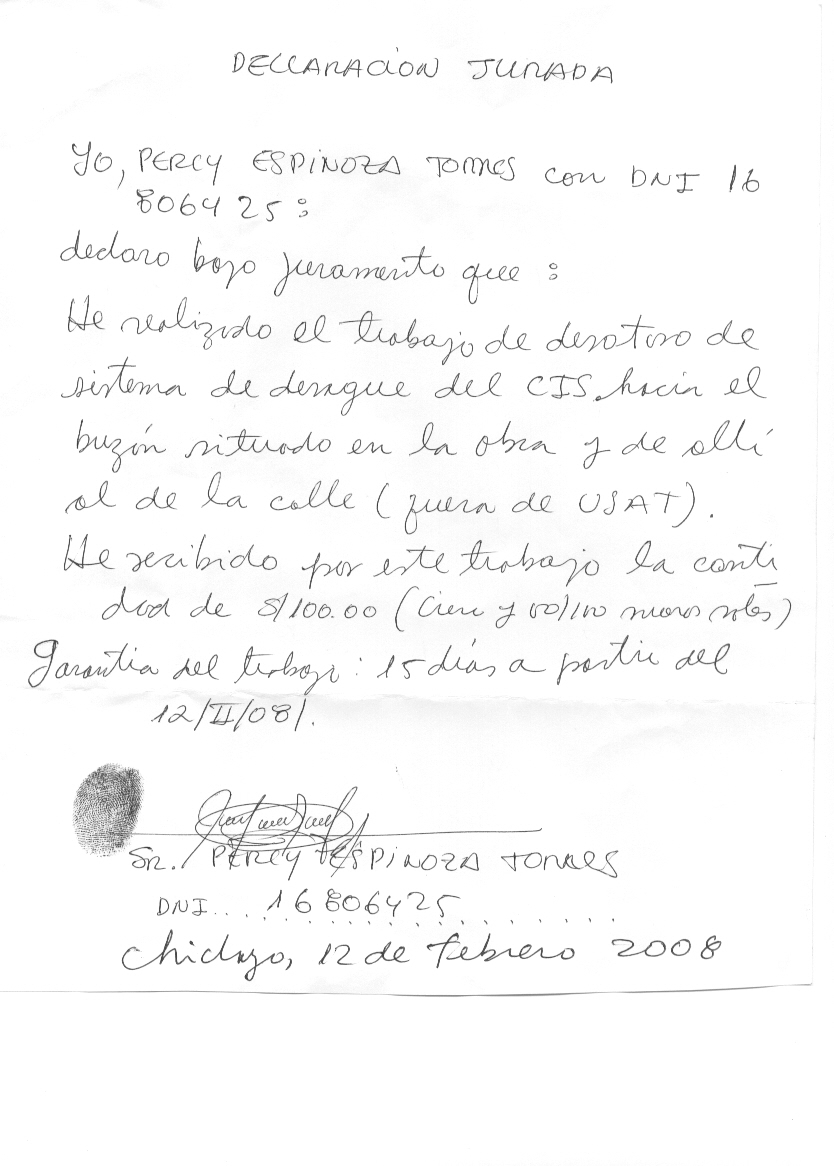 DECLARACION JURADA
Yo, PERCY ESPINOZA TORRES con DNI 16
806425:
declaro bajo juramento que:
He realizado el trabajo de desatoro de
sistema de desague del CIS hacia el
buzón situado en la obra y de allí
al de la calle (fuera de USAT).
He recibido por este trabajo la canti
dad de S/100.00 (Cien y 00/100 nuevos soles)
Garantía del trabajo: 15 días a partir del
12/II/08/.
Sr. PERCY ESPINOZA TORRES
DNI... 16806425
Chiclayo, 12 de febrero 2008